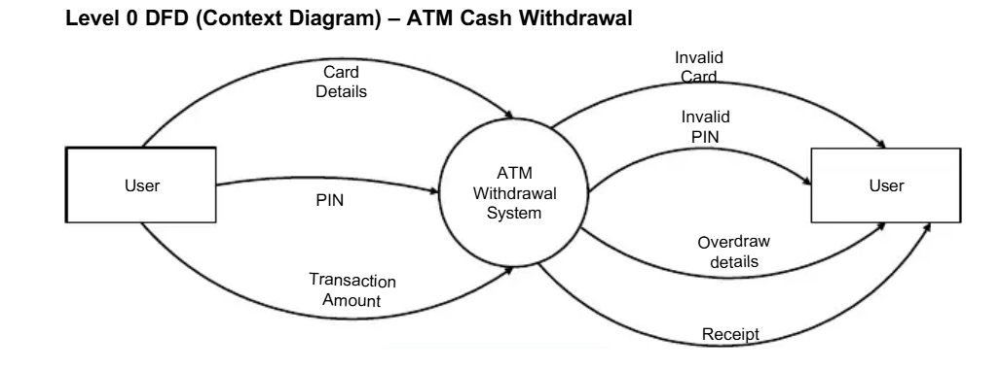 Level 0 DFD (Context Diagram) – ATM Cash Withdrawal
Card
Details
User
PIN
Transaction
Amount
ATM
Withdrawal
System
Invalid
Card
Invalid
PIN
User
Overdraw
details
Receipt